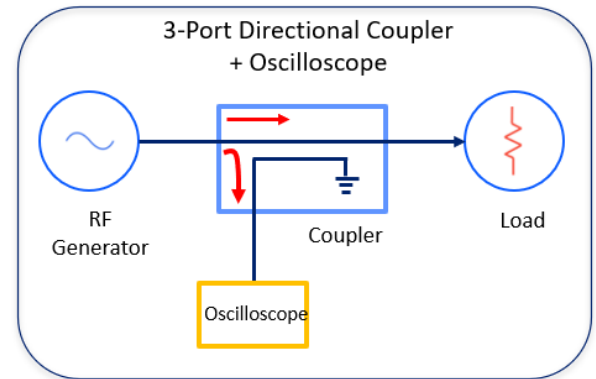 3-Port Directional Coupler
+ Oscilloscope
RF
Generator
Coupler
Load
Oscilloscope